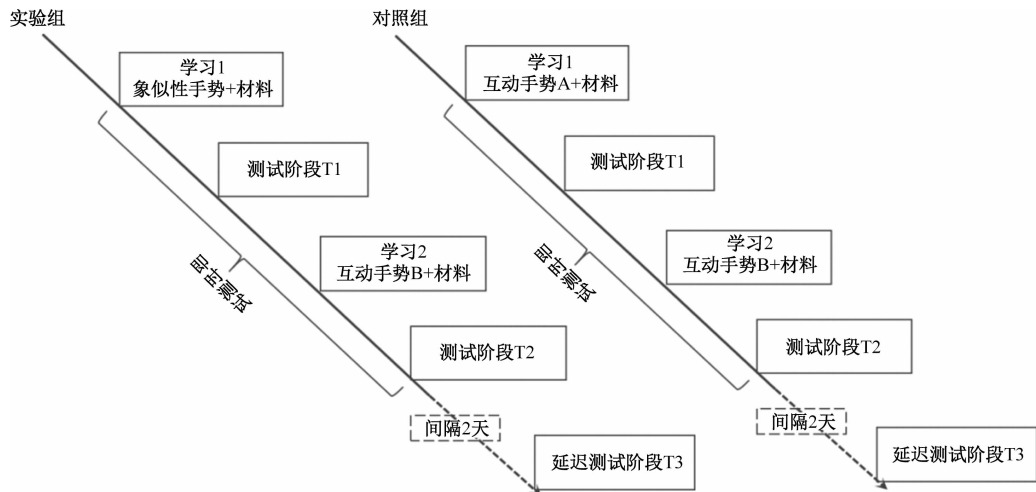 实验组
学习1
象似性手势+材料
测试阶段T1
学习2
互动手势B+材料
即时测试
测试阶段T2
间隔2天
延迟测试阶段T3
对照组
学习1
互动手势A+材料
测试阶段T1
学习2
互动手势B+材料
即时测试
测试阶段T2
间隔2天
延迟测试阶段T3